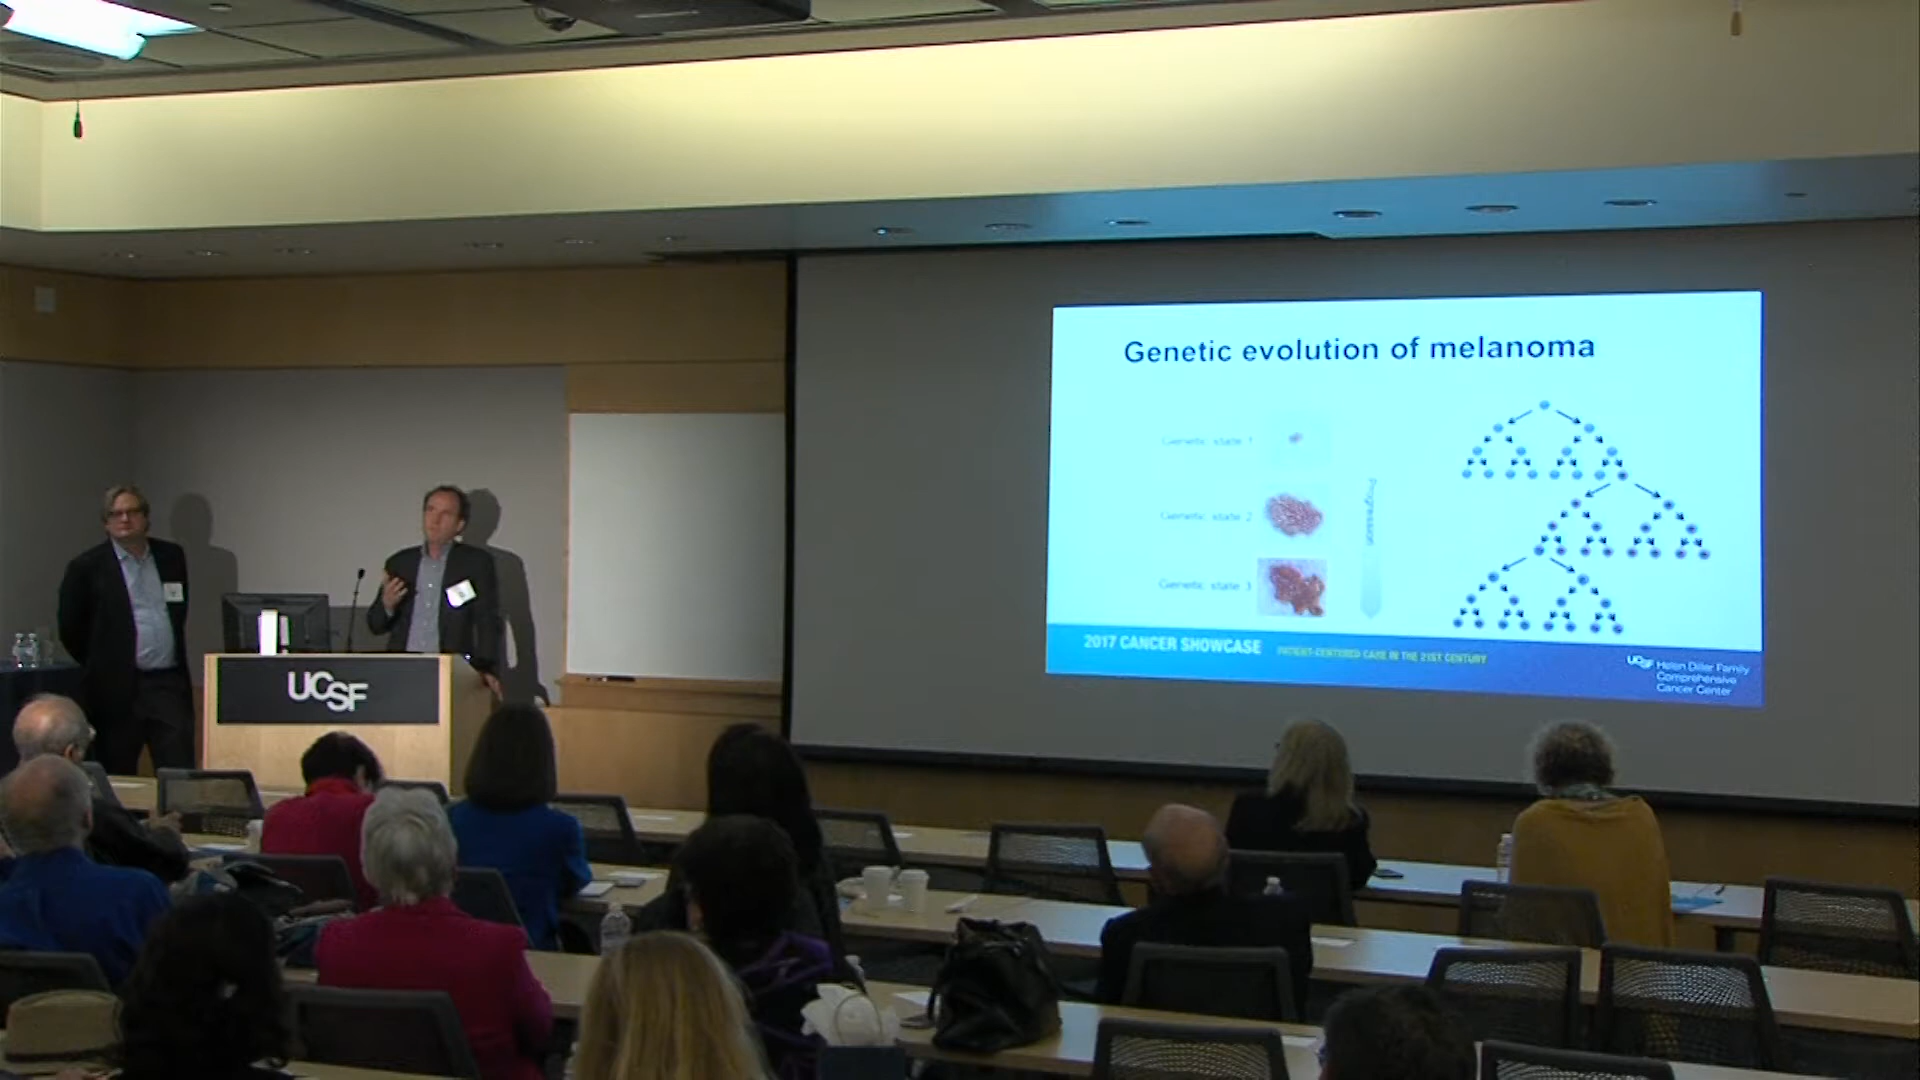 Genetic evolution of melanoma
Genetic state 1
Genetic state 2
Genetic state 3
Progression
2017 CANCER SHOWCASE
PATIENT-CENTERED CARE IN THE 21ST CENTURY
UCSF Helen Diller Family
Comprehensive
Cancer Center
UCSF